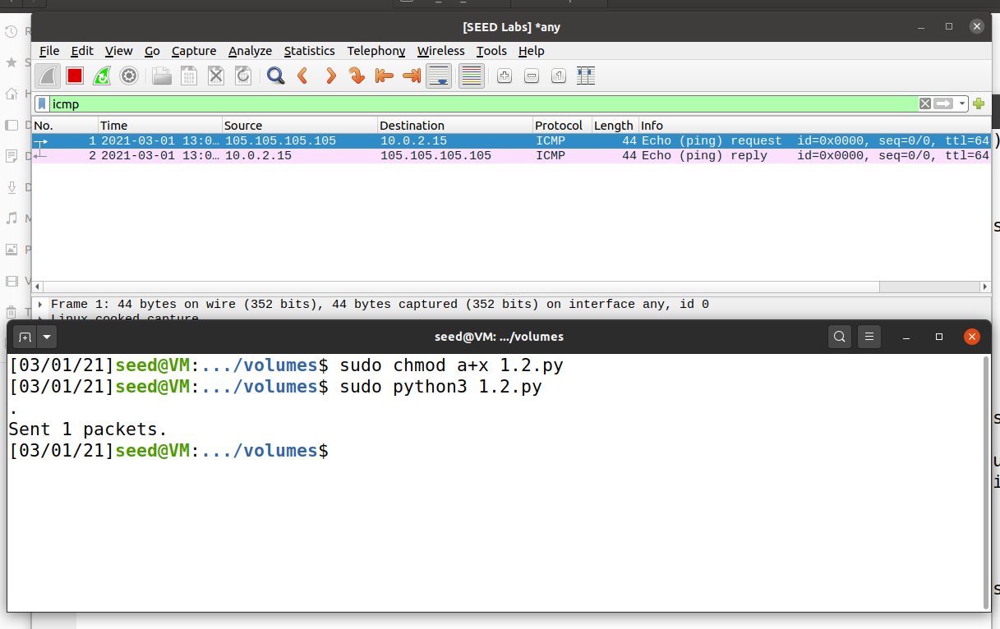 [SEED Labs] *any
File Edit View Go Capture Analyze Statistics Telephony Wireless Tools Help
icmp
No. Time Source Destination Protocol Length Info
1 2021-03-01 13:0… 105.105.105.105 10.0.2.15 ICMP 44 Echo (ping) request id=0x0000, seq=0/0, ttl=64
2 2021-03-01 13:0… 10.0.2.15 105.105.105.105 ICMP 44 Echo (ping) reply id=0x0000, seq=0/0, ttl=64
Frame 1: 44 bytes on wire (352 bits), 44 bytes captured (352 bits) on interface any, id 0
Linux cooked capture
seed@VM: .../volumes
[03/01/21]seed@VM:.../volumes$ sudo chmod a+x 1.2.py
[03/01/21]seed@VM:.../volumes$ sudo python3 1.2.py
.
Sent 1 packets.
[03/01/21]seed@VM:.../volumes$